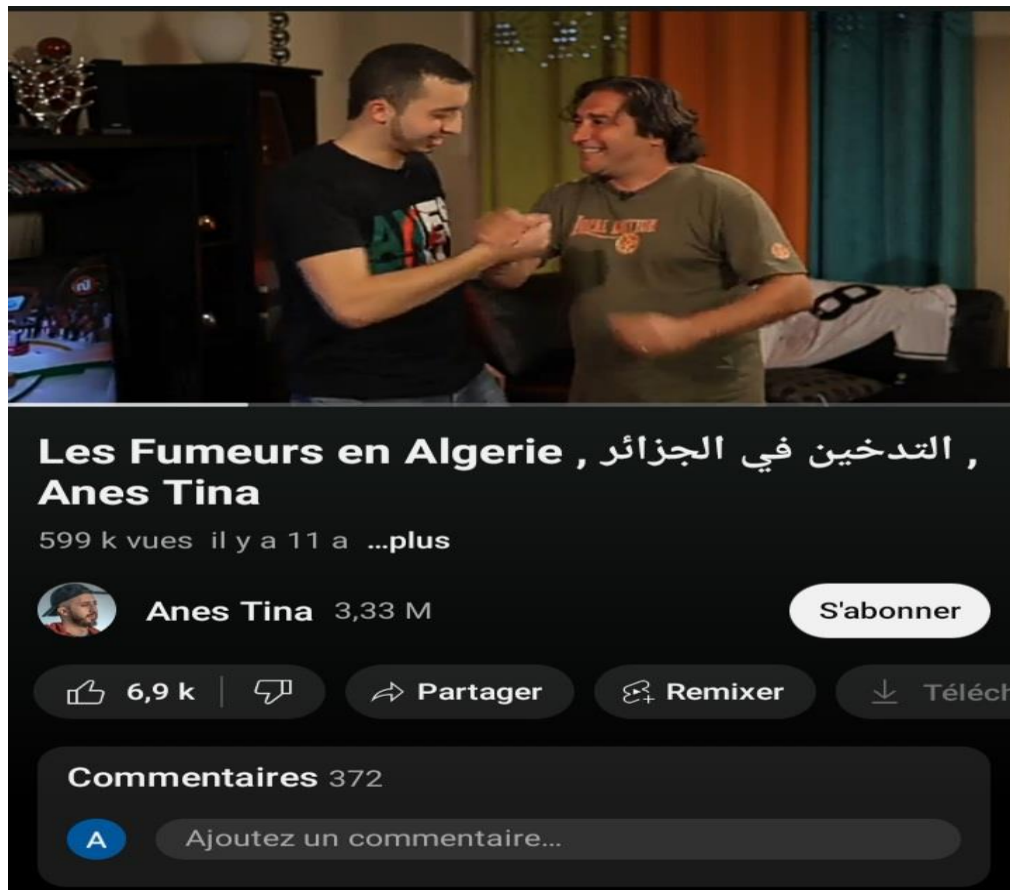 8
Les Fumeurs en Algerie , التدخين في الجزائر ,
Anes Tina
599 k vues il y a 11 a ...plus
Anes Tina 3,33 M
S'abonner
6,9 k
Partager
Remixer
Téléch
Commentaires 372
A
Ajoutez un commentaire...